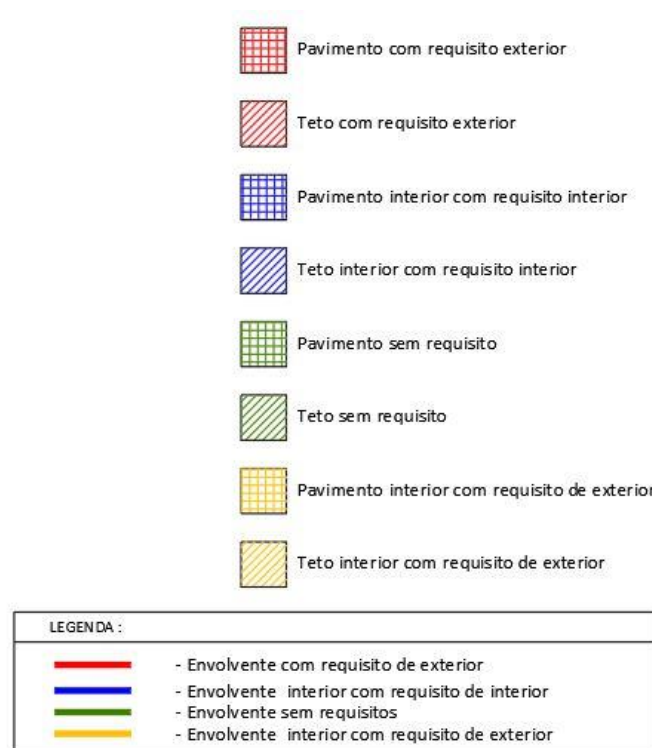 Pavimento com requisito exterior
Teto com requisito exterior
Pavimento interior com requisito interior
Teto interior com requisito interior
Pavimento sem requisito
Teto sem requisito
Pavimento interior com requisito de exterior
Teto interior com requisito de exterior
LEGENDA :
- Envolvente com requisito de exterior
- Envolvente interior com requisito de interior
- Envolvente sem requisitos
- Envolvente interior com requisito de exterior